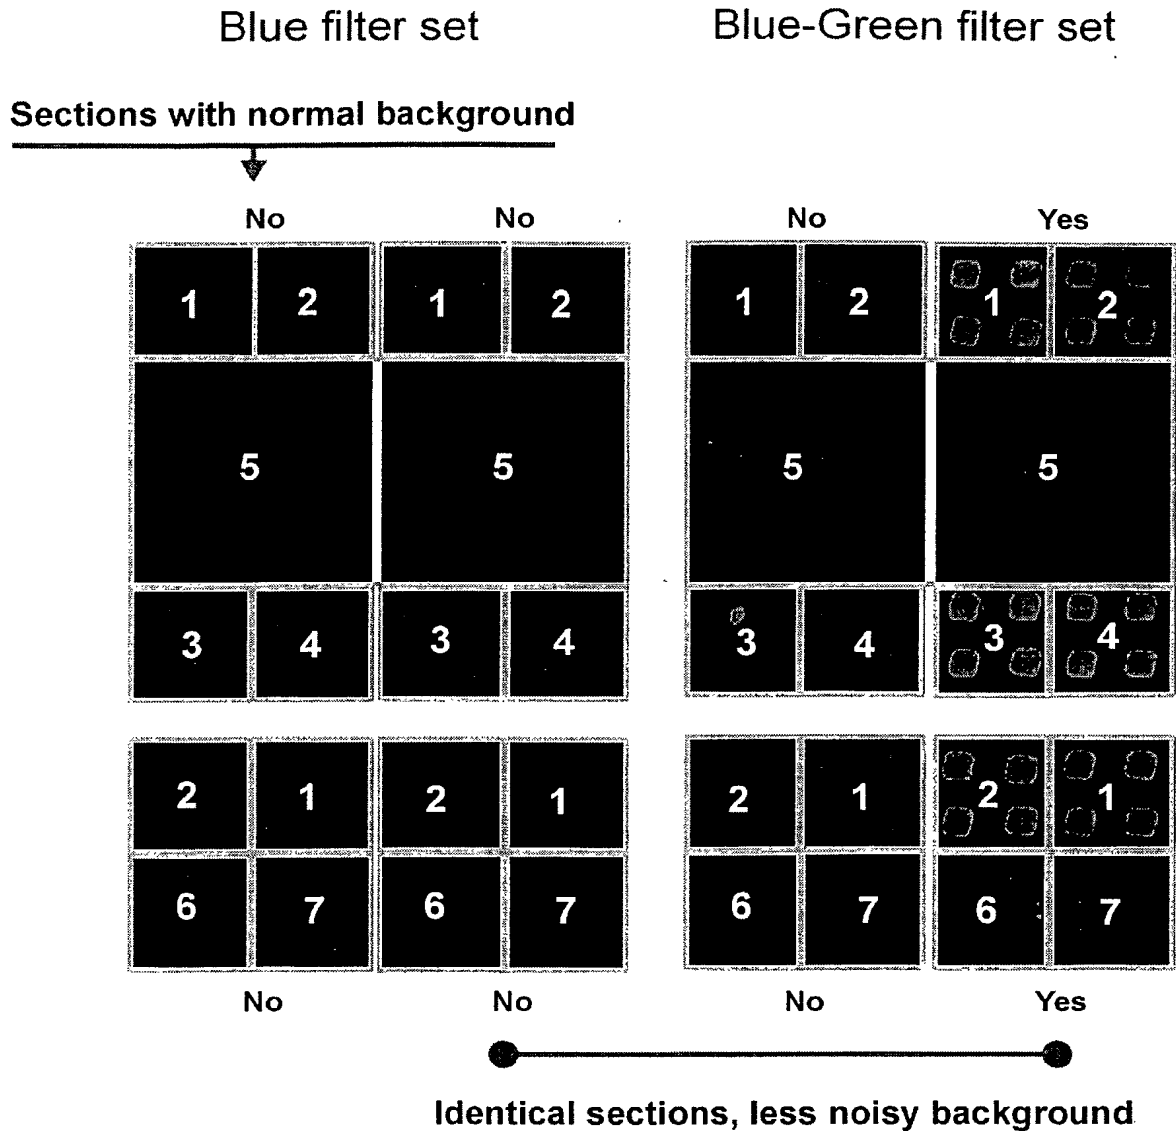 Blue filter set Blue-Green filter set
Sections with normal background
No No No Yes
1 2 1 2 1 2 1 2
5 5 5 5
3 4 3 4 3 4 3 4
2 1 2 1 2 1 2 1
6 7 6 7 6 7 6 7
No No No Yes
Identical sections, less noisy background